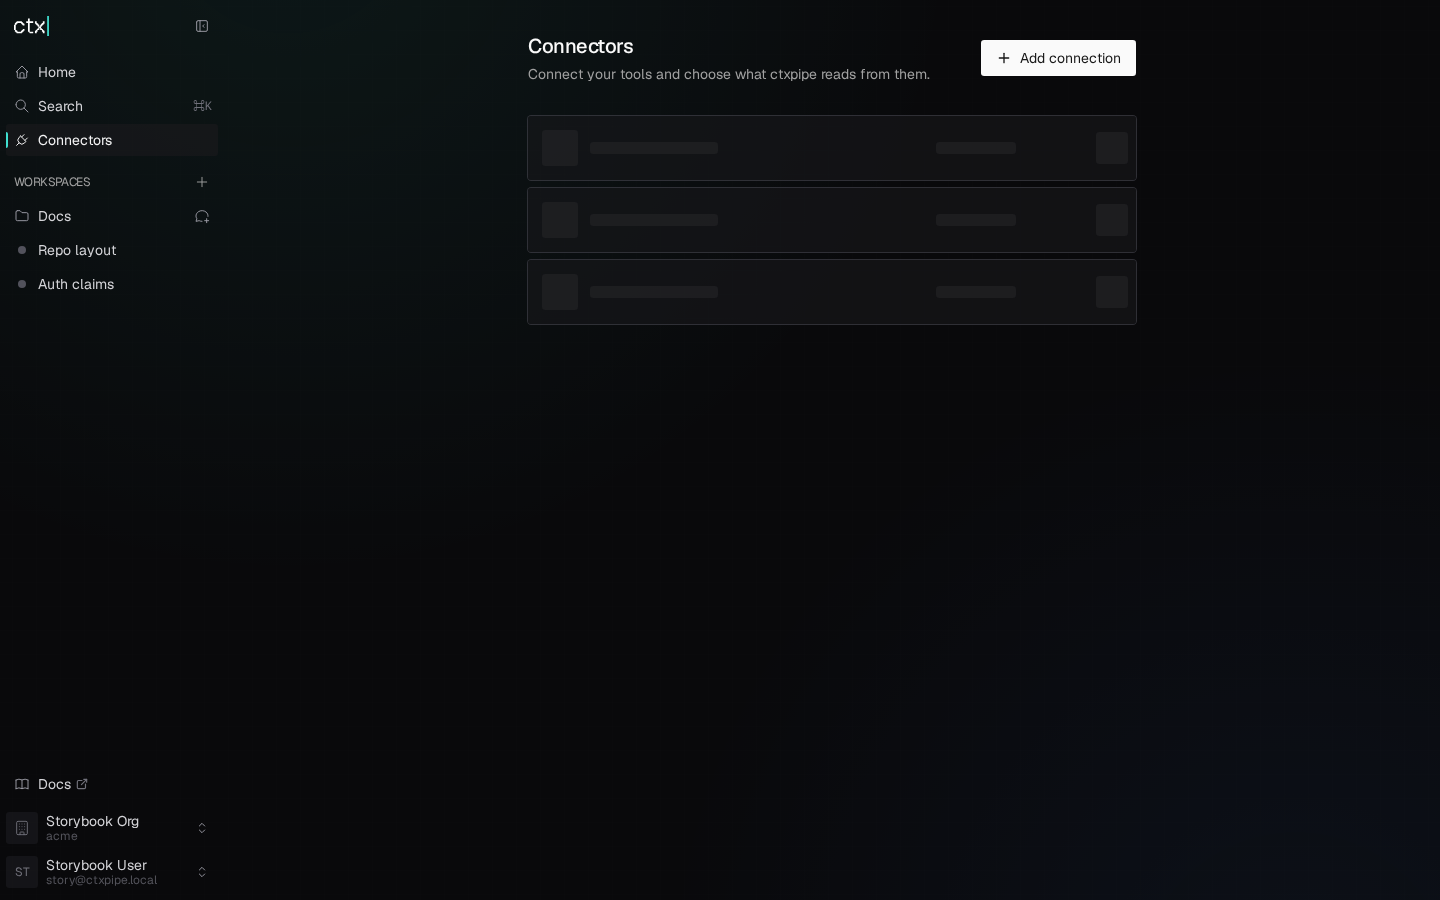 ctx
Home
Search ⌘K
Connectors
WORKSPACES
Docs
Repo layout
Auth claims
Connectors
Connect your tools and choose what ctxpipe reads from them.
Add connection
Docs
Storybook Org
acme
ST
Storybook User
story@ctxpipe.local